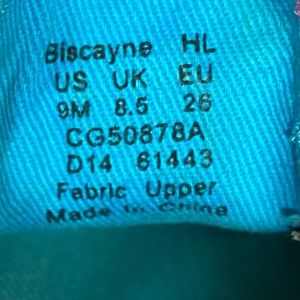 Biscayne HL
US UK EU
9M 8.5 26
CG50878A
D14 61443
Fabric Upper
Made In China